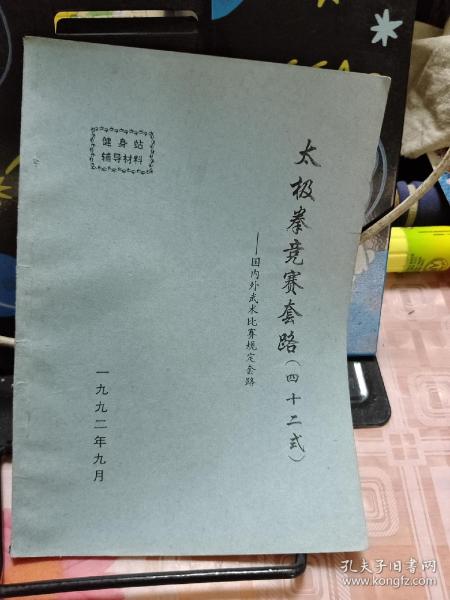 健身站
辅导材料
太极拳竞赛套路(四十二式)
——国内外武术比赛规定套路
一九九二年九月
孔夫子旧书网
www.kongfz.com